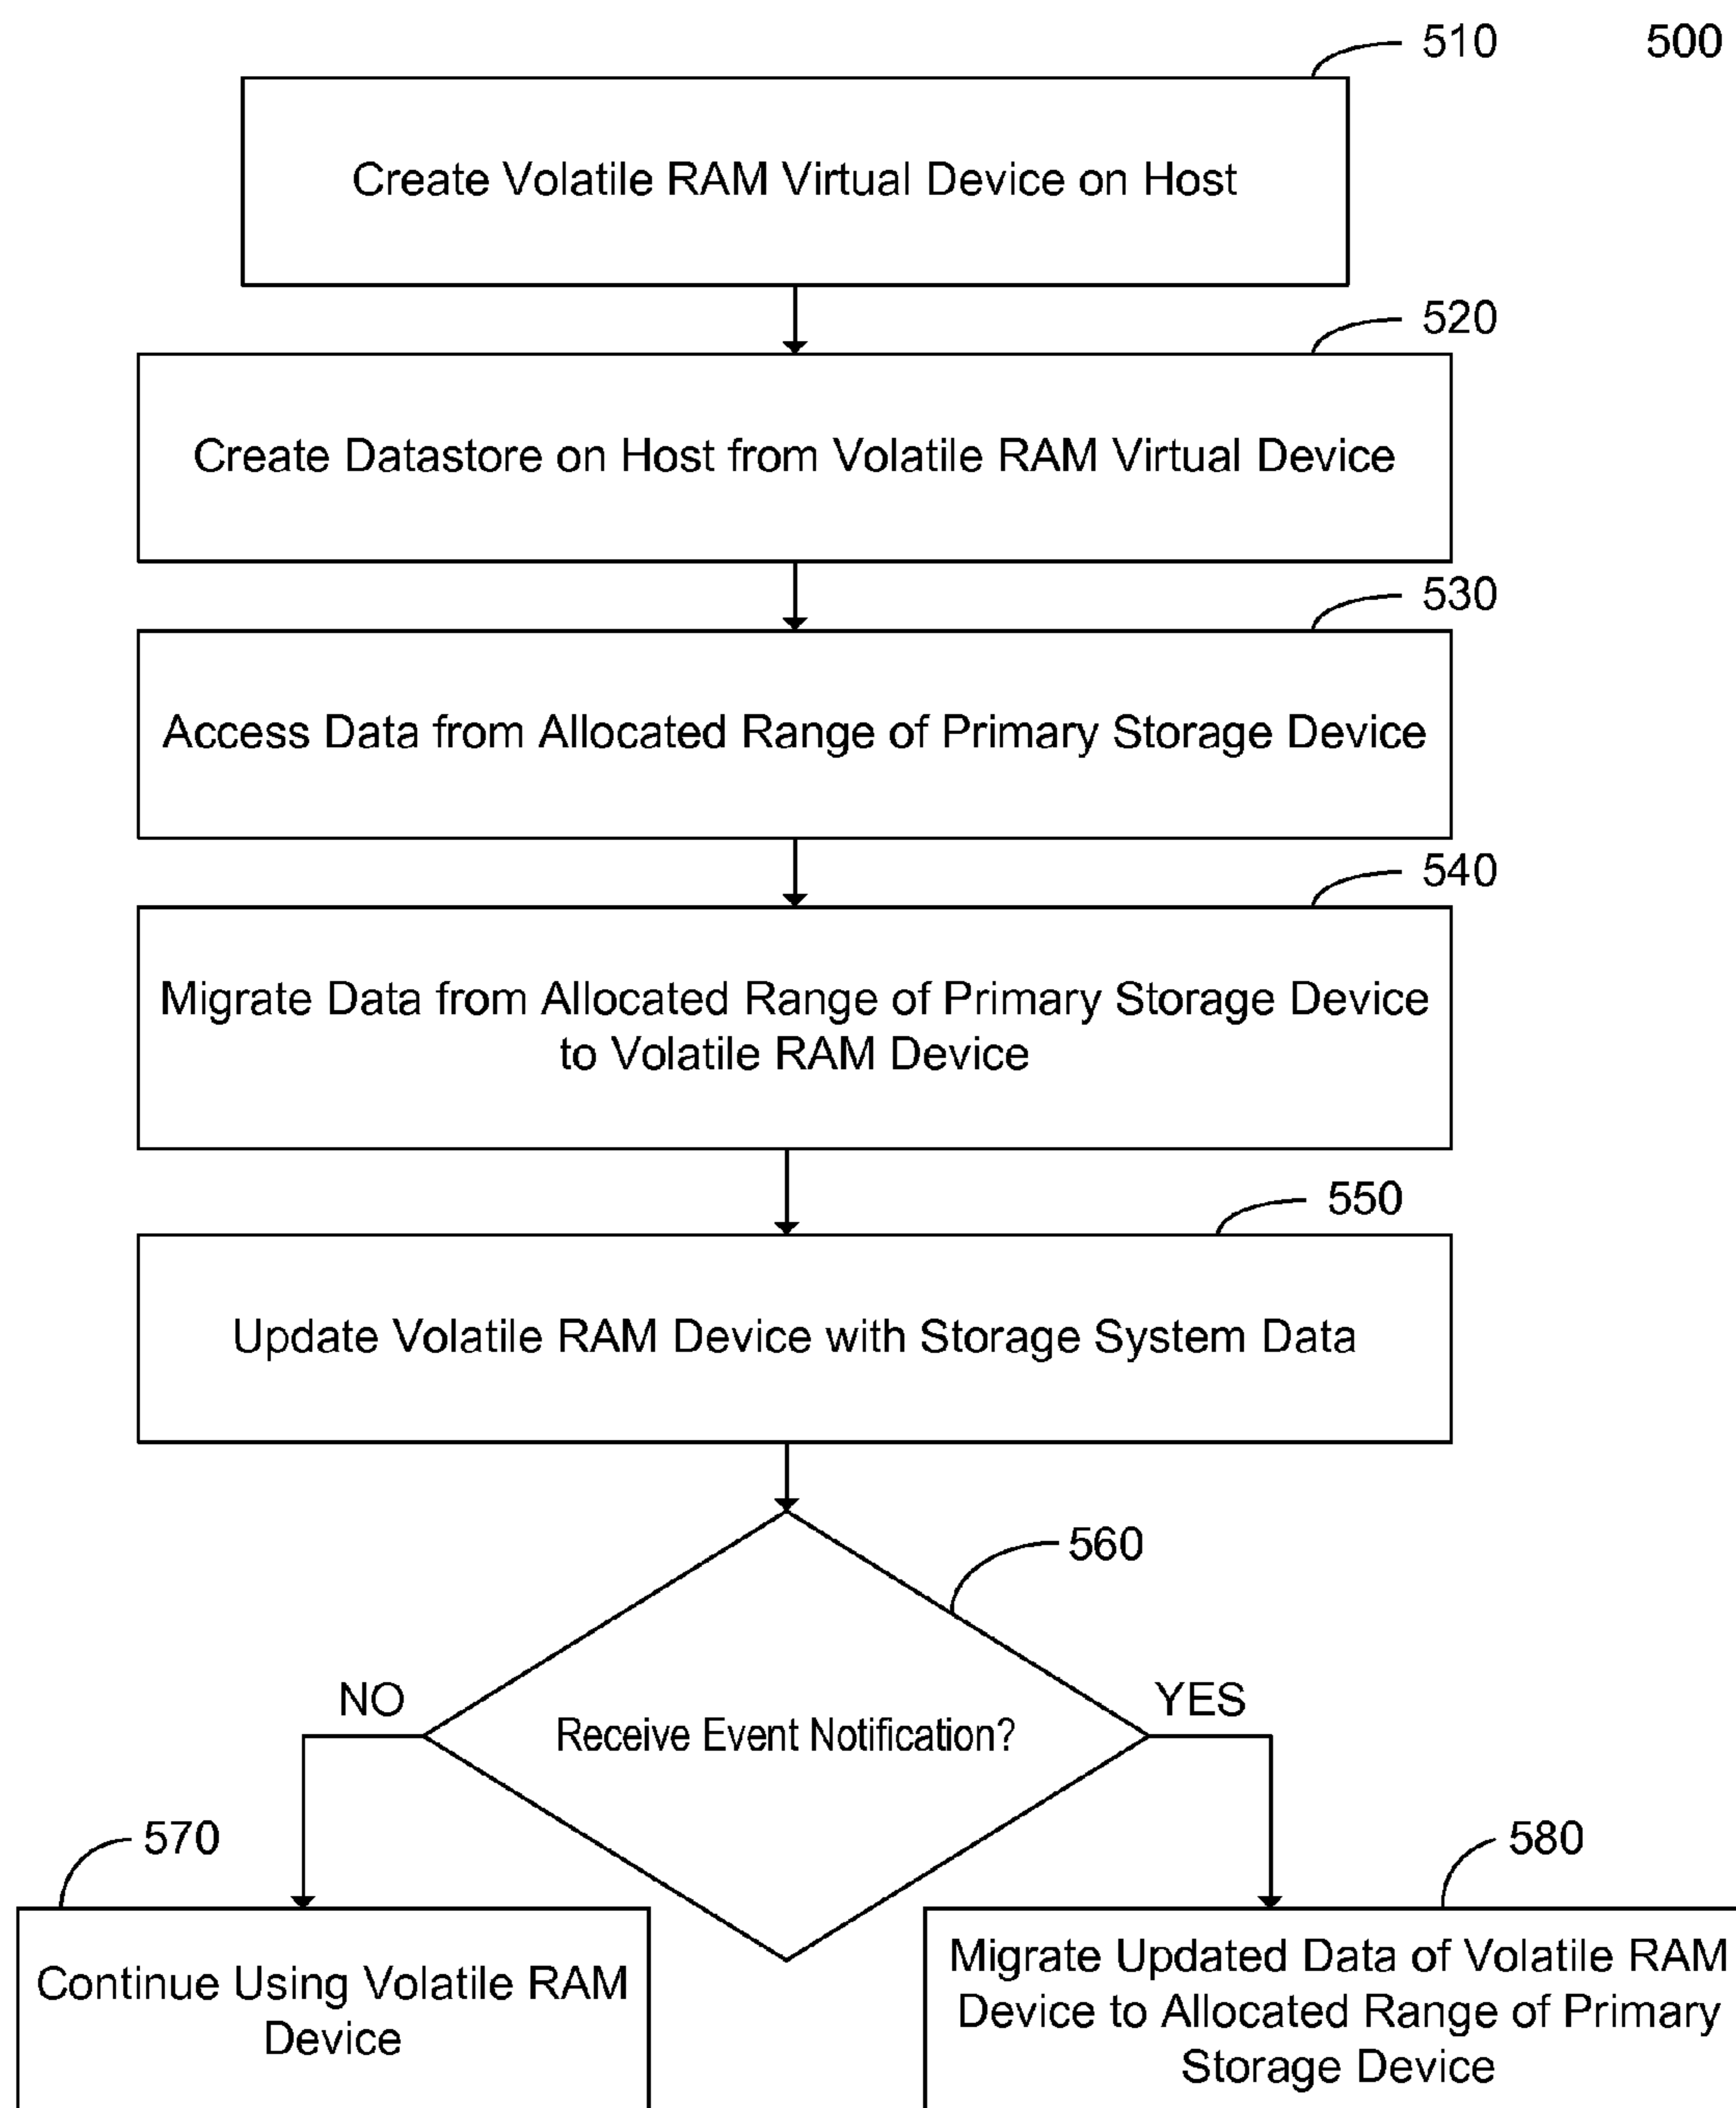 510
500
Create Volatile RAM Virtual Device on Host
520
Create Datastore on Host from Volatile RAM Virtual Device
530
Access Data from Allocated Range of Primary Storage Device
540
Migrate Data from Allocated Range of Primary Storage Device
to Volatile RAM Device
550
Update Volatile RAM Device with Storage System Data
560
NO
YES
Receive Event Notification?
570
580
Continue Using Volatile RAM
Device
Migrate Updated Data of Volatile RAM
Device to Allocated Range of Primary
Storage Device